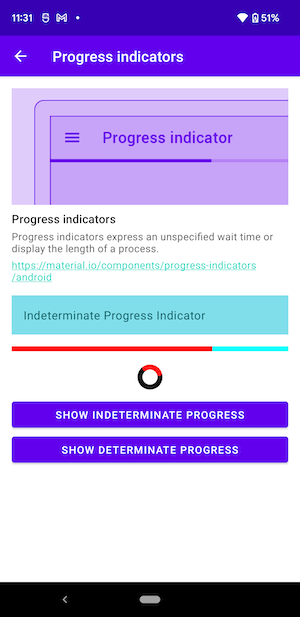 11:31
51%
Progress indicators
Progress indicator
Progress indicators
Progress indicators express an unspecified wait time or
display the length of a process.
https://material.io/components/progress-indicators
/android
Indeterminate Progress Indicator
SHOW INDETERMINATE PROGRESS
SHOW DETERMINATE PROGRESS